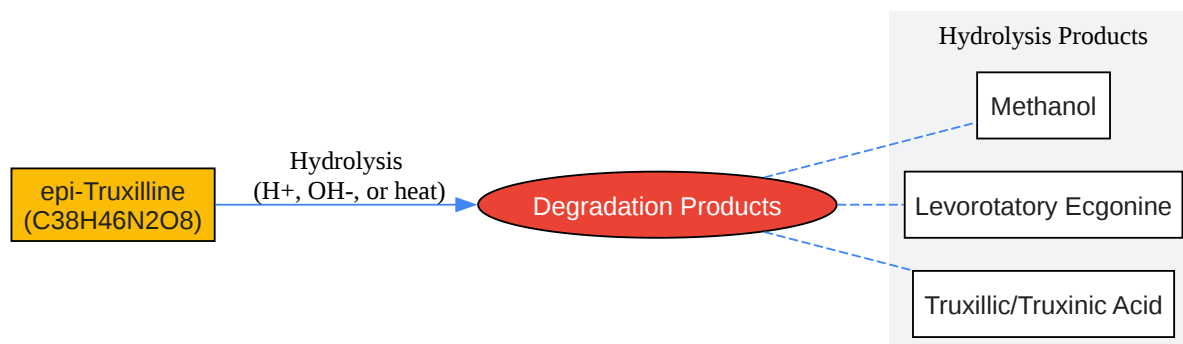 Hydrolysis Products
Methanol
Hydrolysis
(H+, OH-, or heat)
epi-Truxilline
(C38H46N2O8)
Degradation Products
Levorotatory Ecgonine
Truxillic/Truxinic Acid